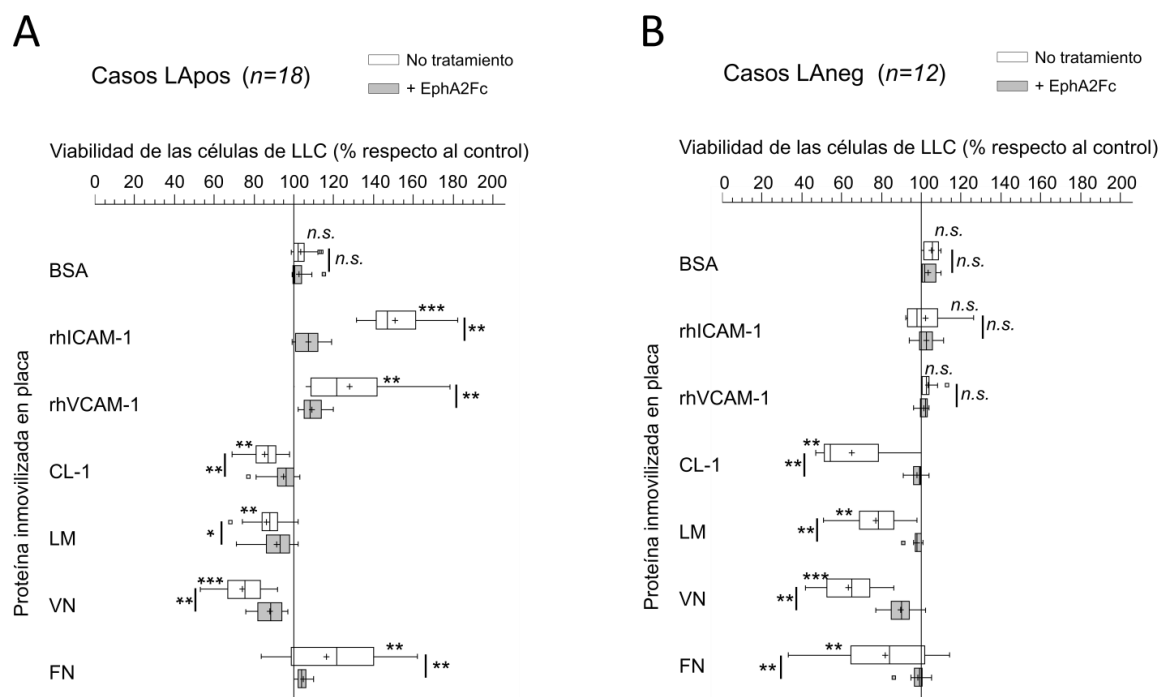 A
Casos LApos (n=18)
No tratamiento
+ EphA2Fc
Viabilidad de las células de LLC (% respecto al control)
0 20 40 60 80 100 120 140 160 180 200
Proteína inmovilizada en placa
BSA
n.s.
n.s.
rhICAM-1
***
**
rhVCAM-1
**
**
CL-1
**
**
LM
**
*
VN
***
**
FN
**
**
B
Casos LAneg (n=12)
No tratamiento
+ EphA2Fc
Viabilidad de las células de LLC (% respecto al control)
0 20 40 60 80 100 120 140 160 180 200
Proteína inmovilizada en placa
BSA
n.s.
n.s.
rhICAM-1
n.s.
n.s.
rhVCAM-1
n.s.
n.s.
CL-1
**
**
LM
**
**
VN
***
**
FN
**
**